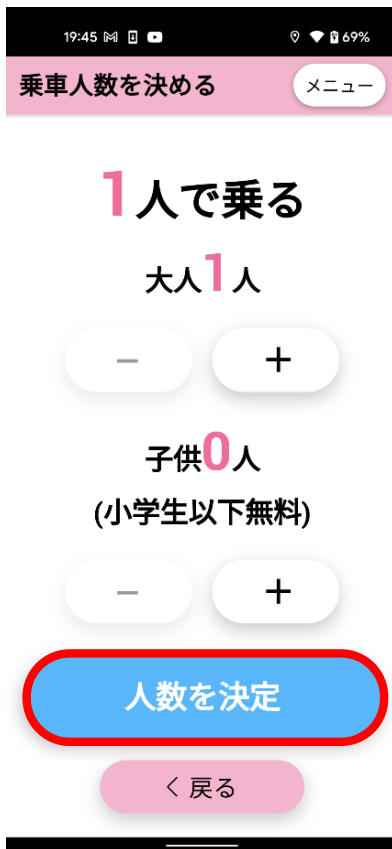 19:45 69%
乗車人数を決める メニュー
1人で乗る
大人1人
− +
子供0人
(小学生以下無料)
− +
人数を決定
< 戻る